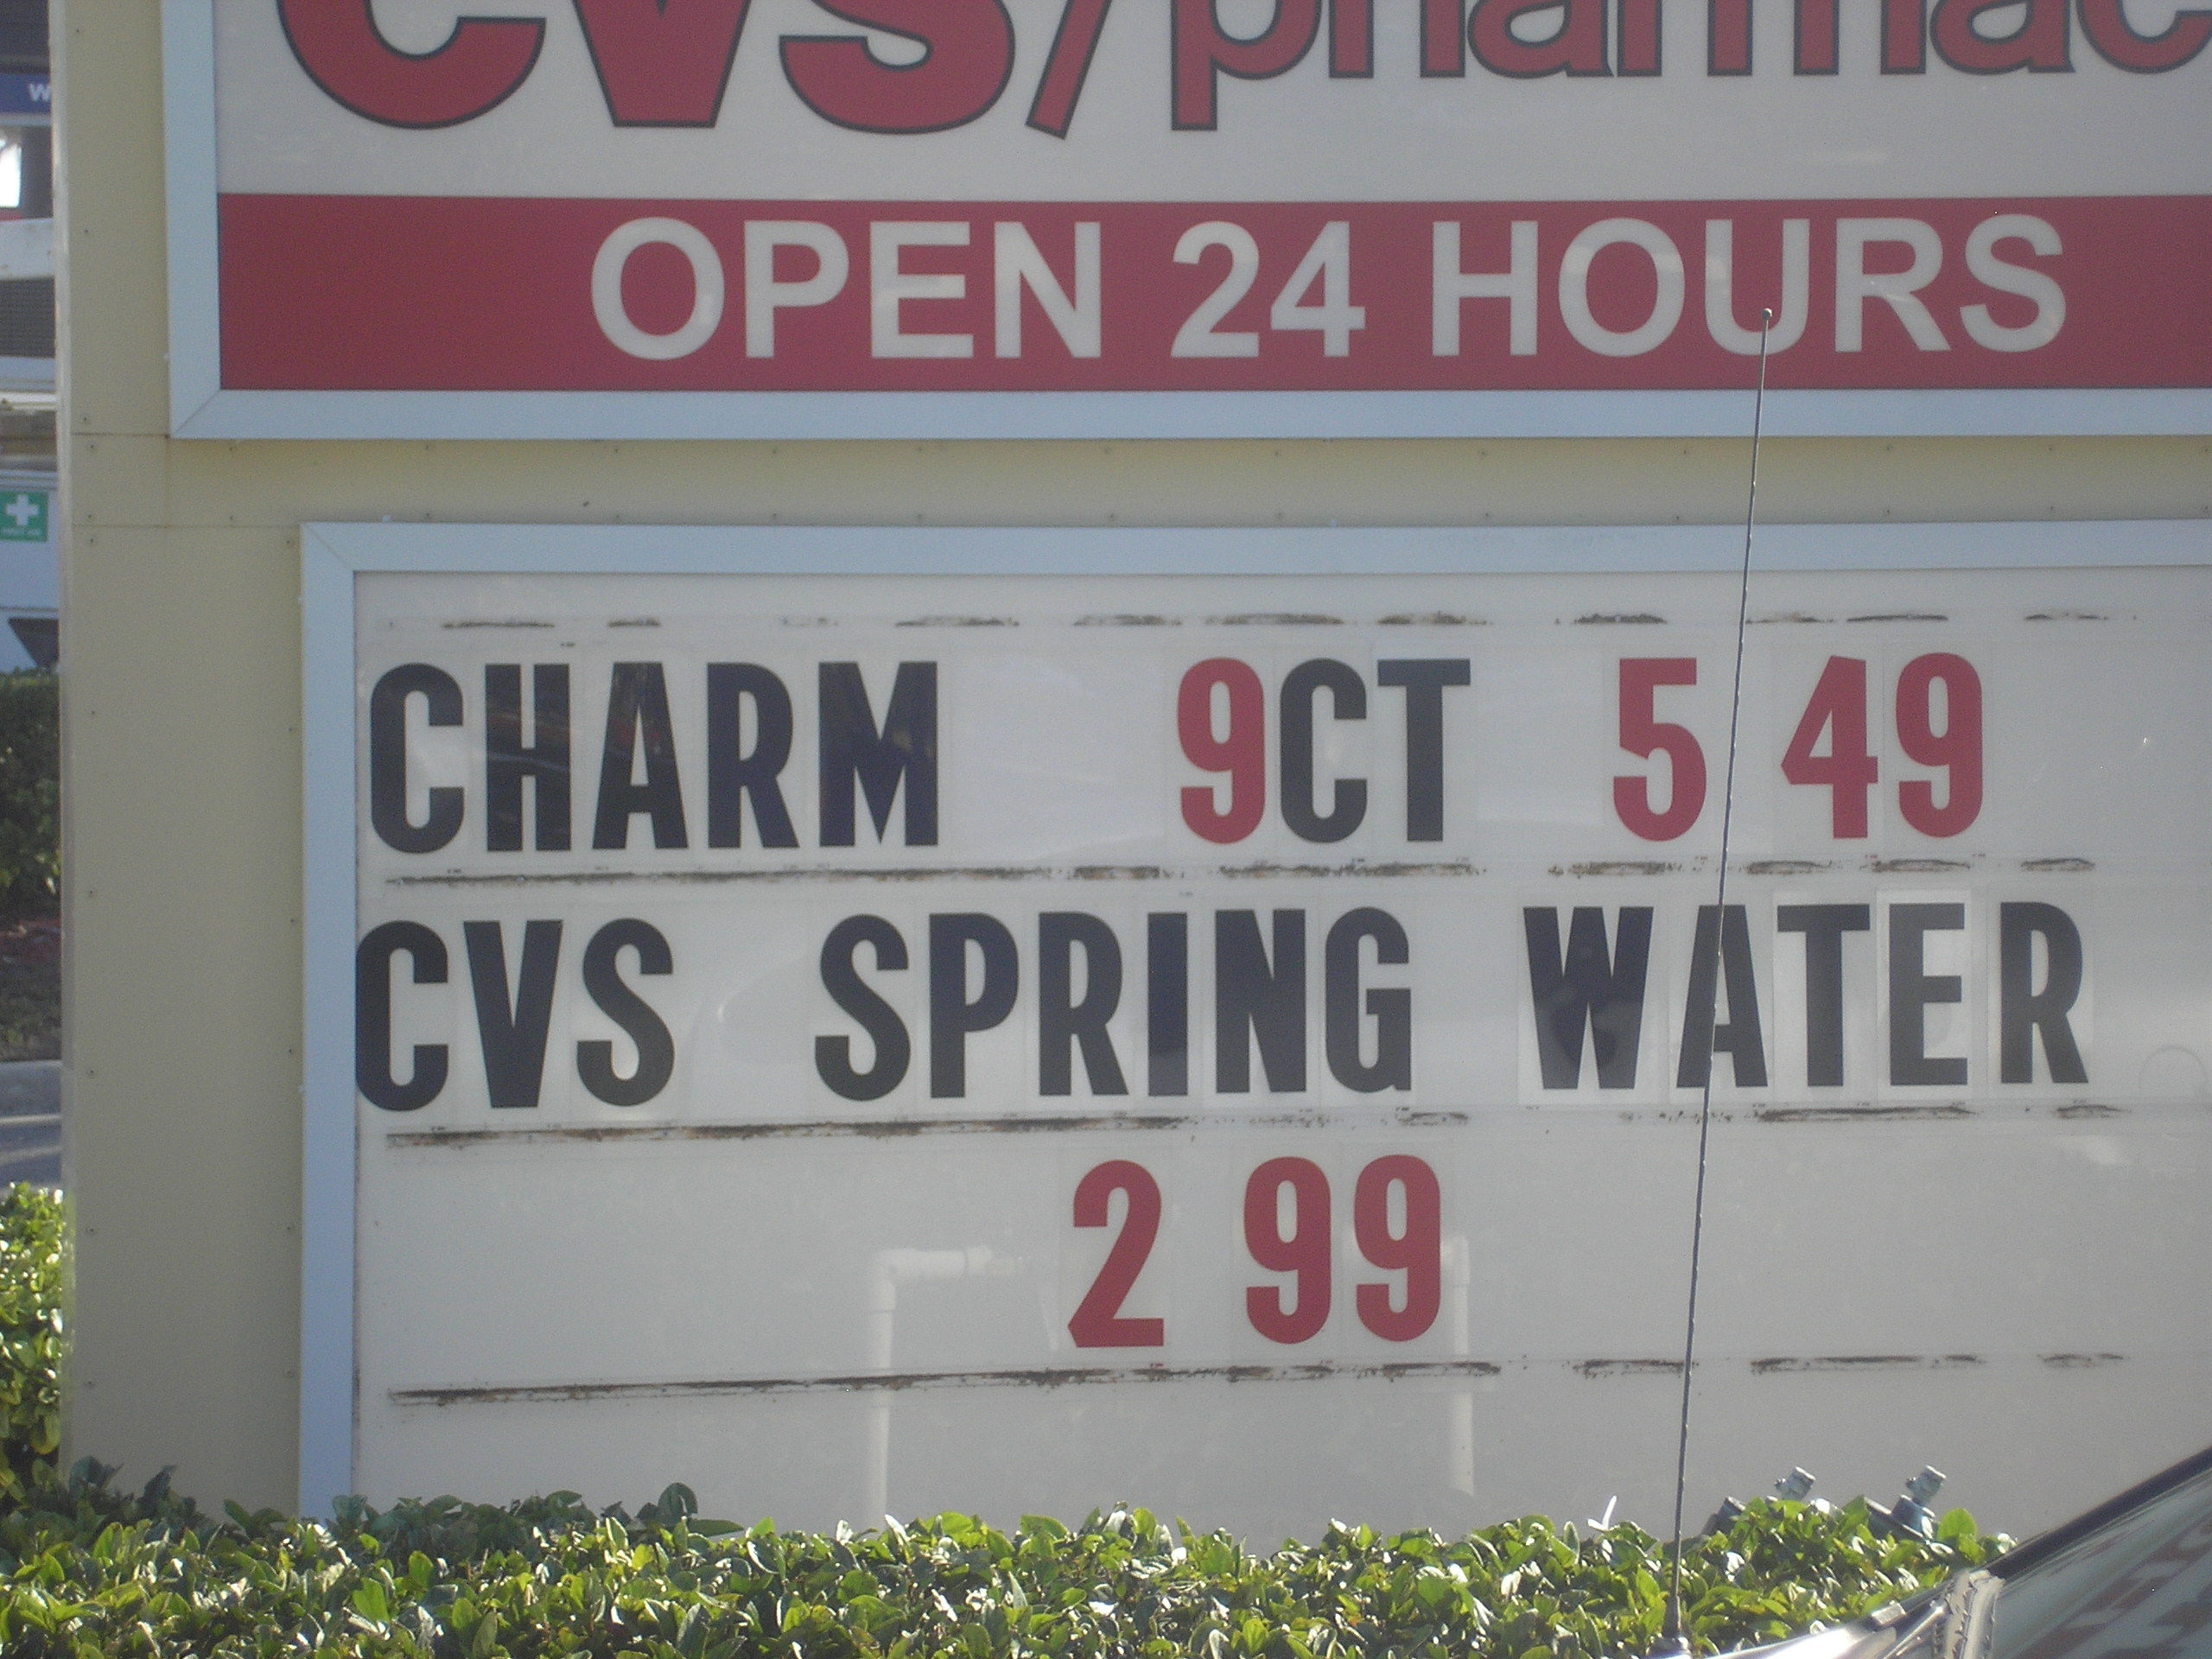 CVS/pharmac
OPEN 24 HOURS
CHARM 9CT 5 49
CVS SPRING WATER
2 99